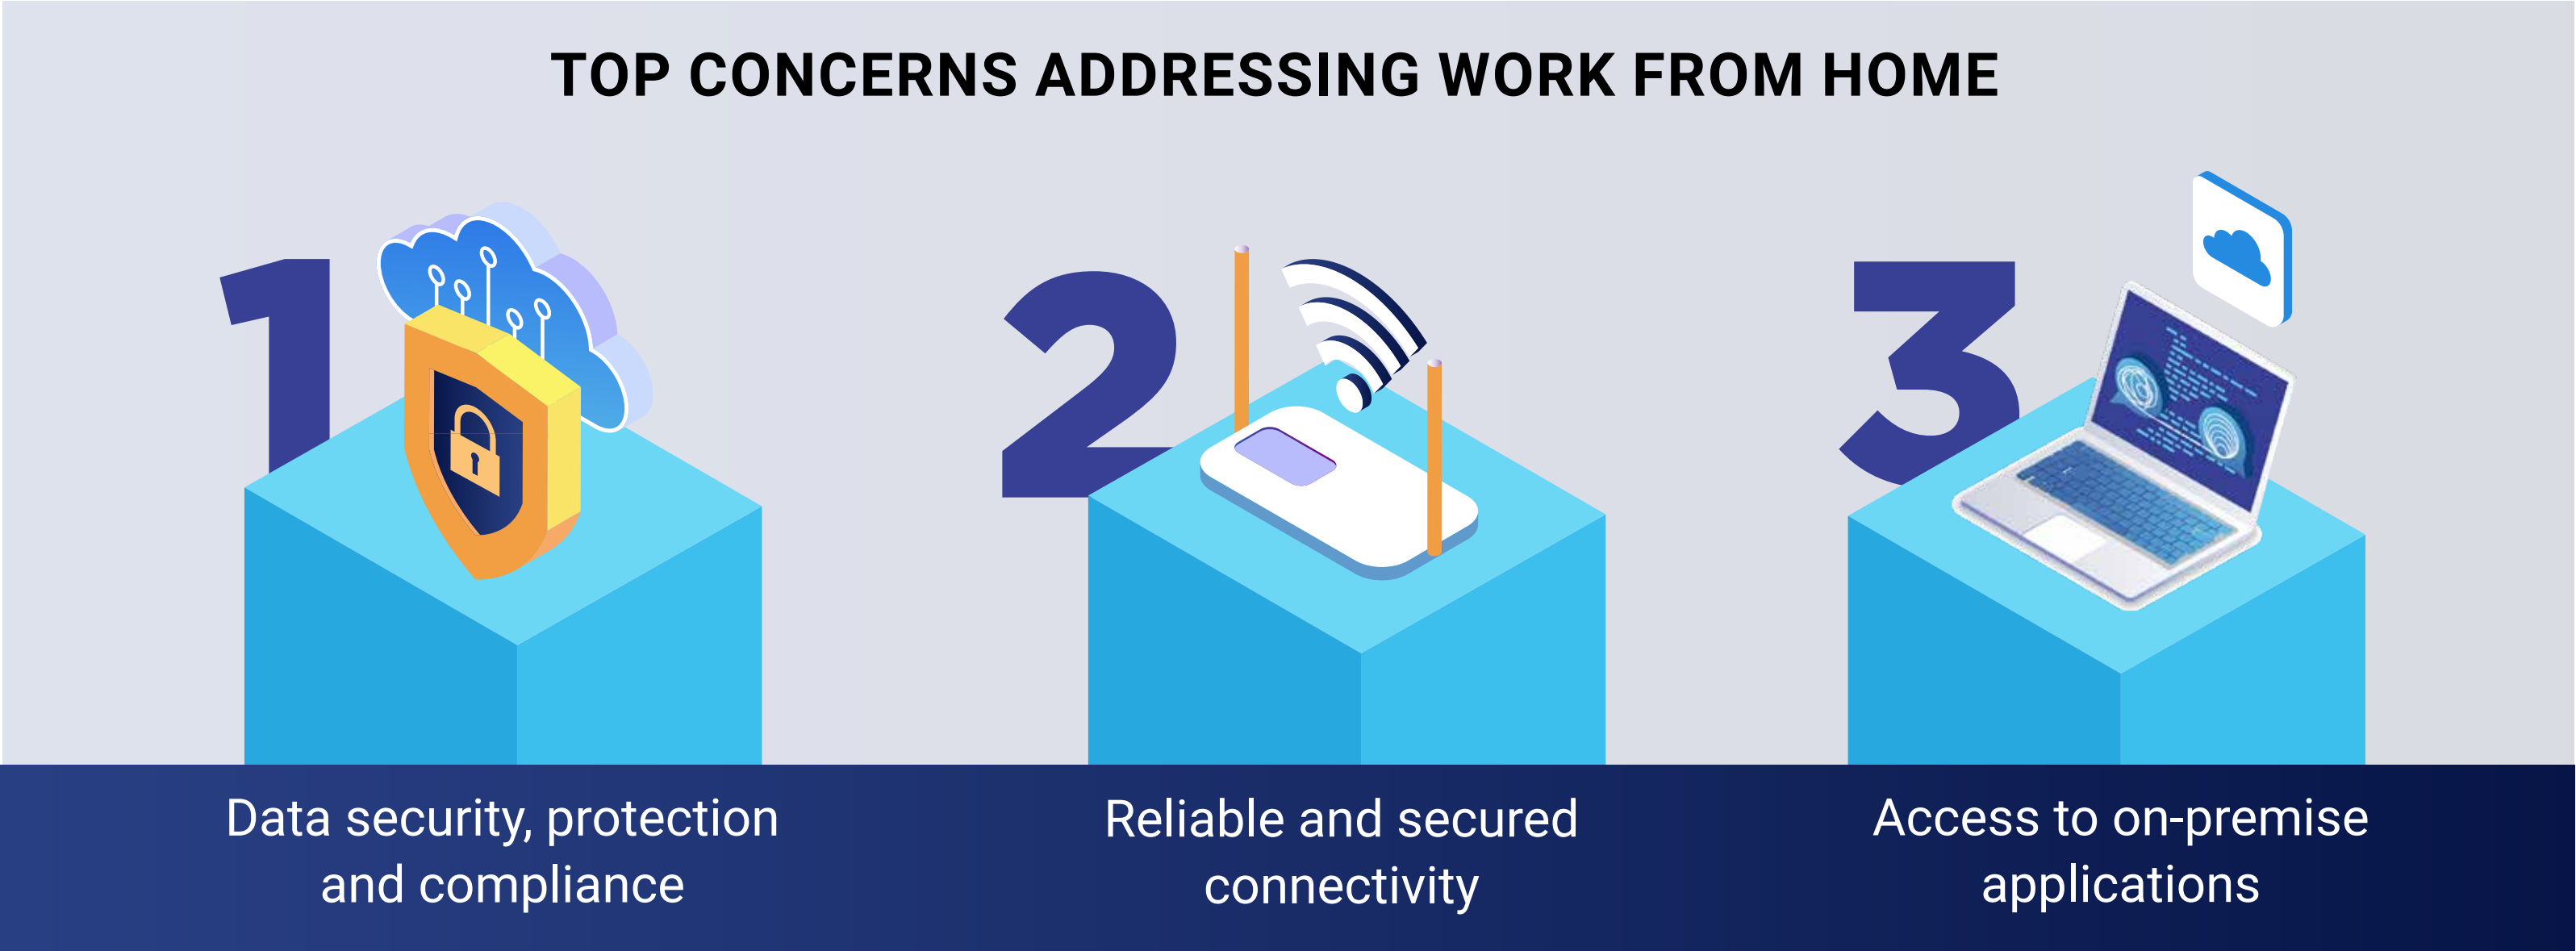 TOP CONCERNS ADDRESSING WORK FROM HOME
1
Data security, protection
and compliance
2
Reliable and secured
connectivity
3
Access to on-premise
applications